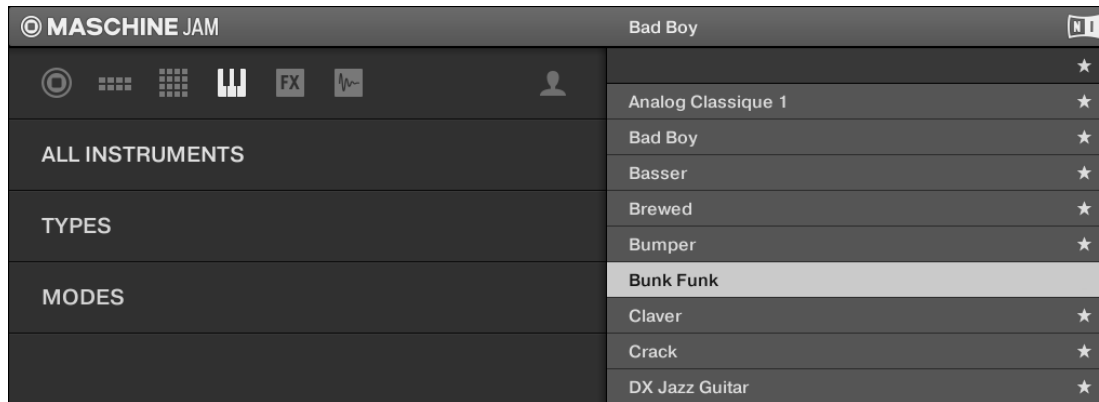 MASCHINE JAM
Bad Boy
NI
FX
ALL INSTRUMENTS
TYPES
MODES
Analog Classique 1
Bad Boy
Basser
Brewed
Bumper
Bunk Funk
Claver
Crack
DX Jazz Guitar